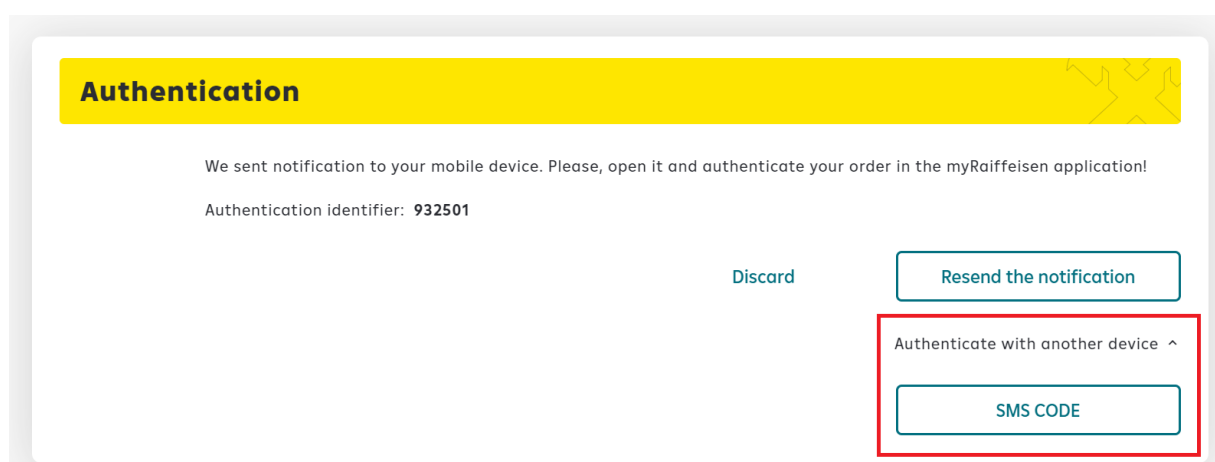 Authentication
We sent notification to your mobile device. Please, open it and authenticate your order in the myRaiffeisen application!
Authentication identifier: 932501
Discard
Resend the notification
Authenticate with another device
SMS CODE